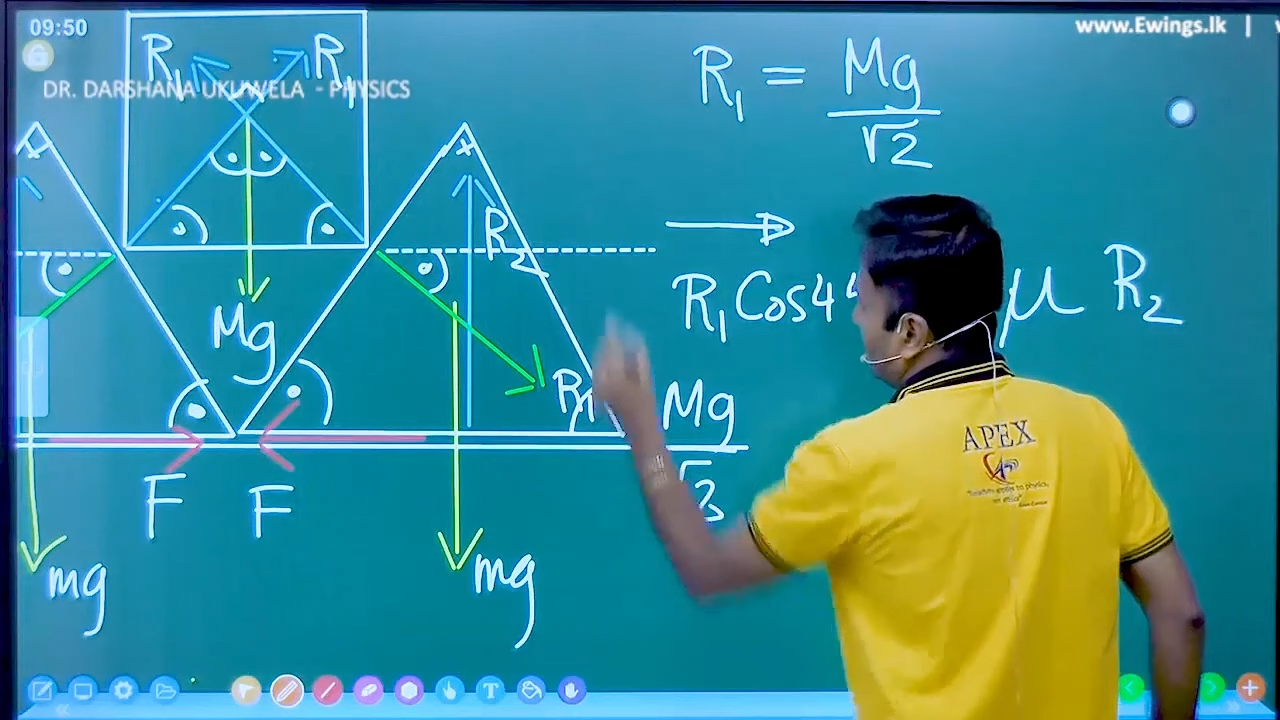 09:50
www.Ewings.lk |
DR. DARSHANA UKUWELA - PHYSICS
R₁ R₁
R₁ = Mg/√2
R₂
R₁ Cos4 μ R₂
Mg
R₁
Mg
F F
mg mg
APEX